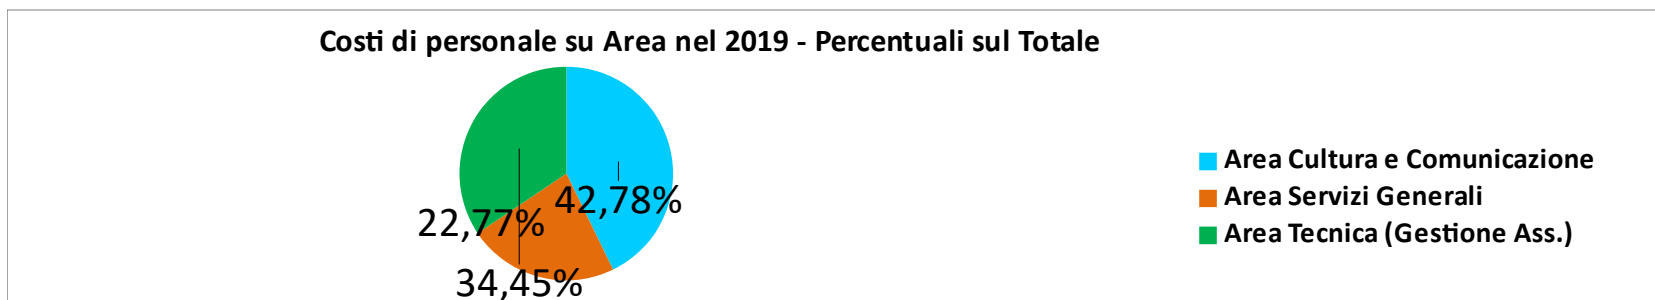 Costi di personale su Area nel 2019 - Percentuali sul Totale
42,78%
22,77%
34,45%
Area Cultura e Comunicazione
Area Servizi Generali
Area Tecnica (Gestione Ass.)